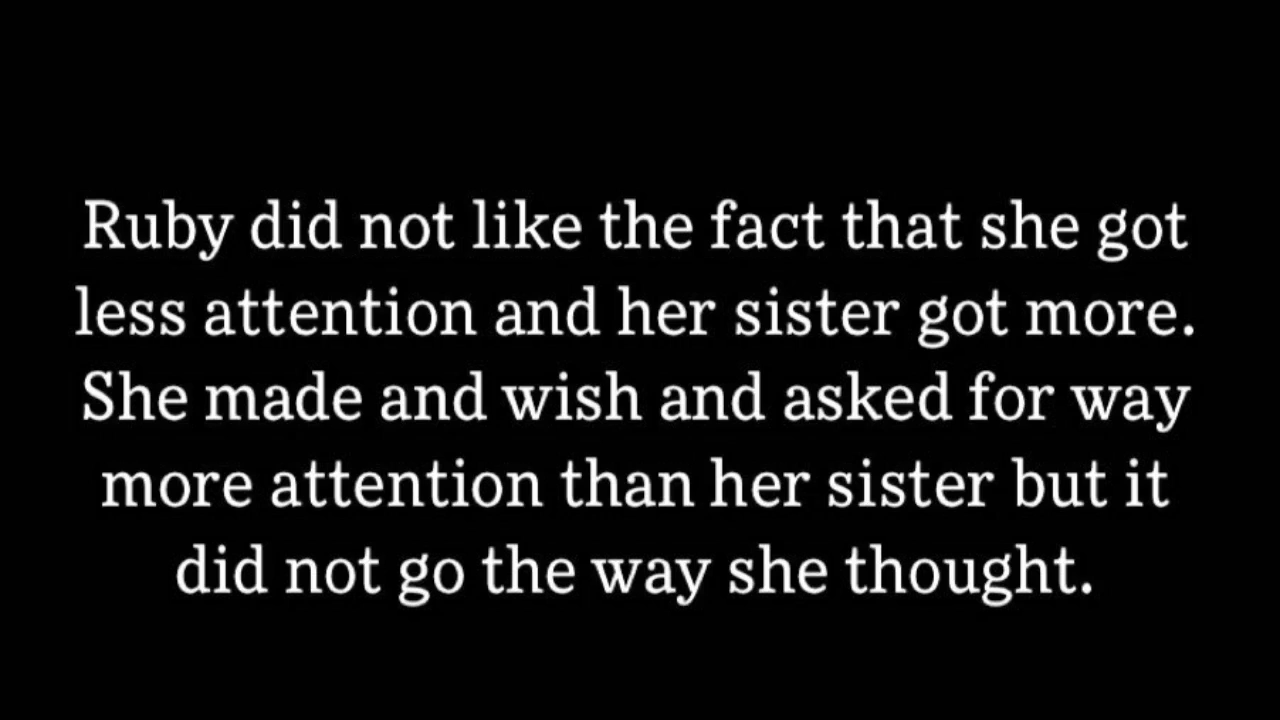 Ruby did not like the fact that she got
less attention and her sister got more.
She made and wish and asked for way
more attention than her sister but it
did not go the way she thought.